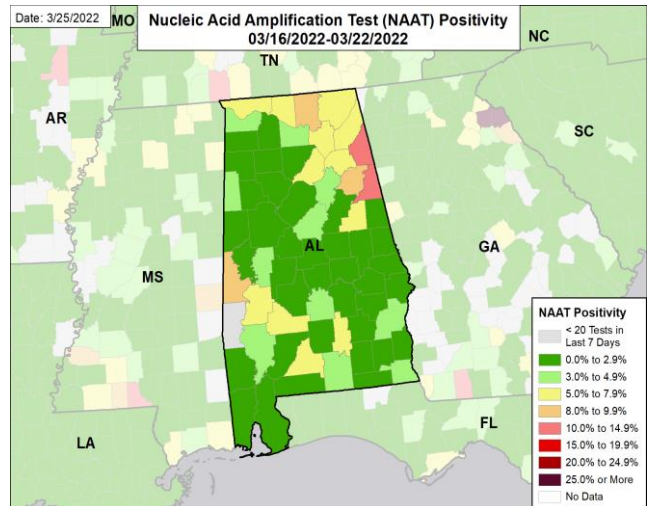 Date: 3/25/2022
Nucleic Acid Amplification Test (NAAT) Positivity
03/16/2022-03/22/2022
MO
TN
NC
AR
SC
AL
GA
MS
LA
FL
NAAT Positivity
< 20 Tests in
Last 7 Days
0.0% to 2.9%
3.0% to 4.9%
5.0% to 7.9%
8.0% to 9.9%
10.0% to 14.9%
15.0% to 19.9%
20.0% to 24.9%
25.0% or More
No Data